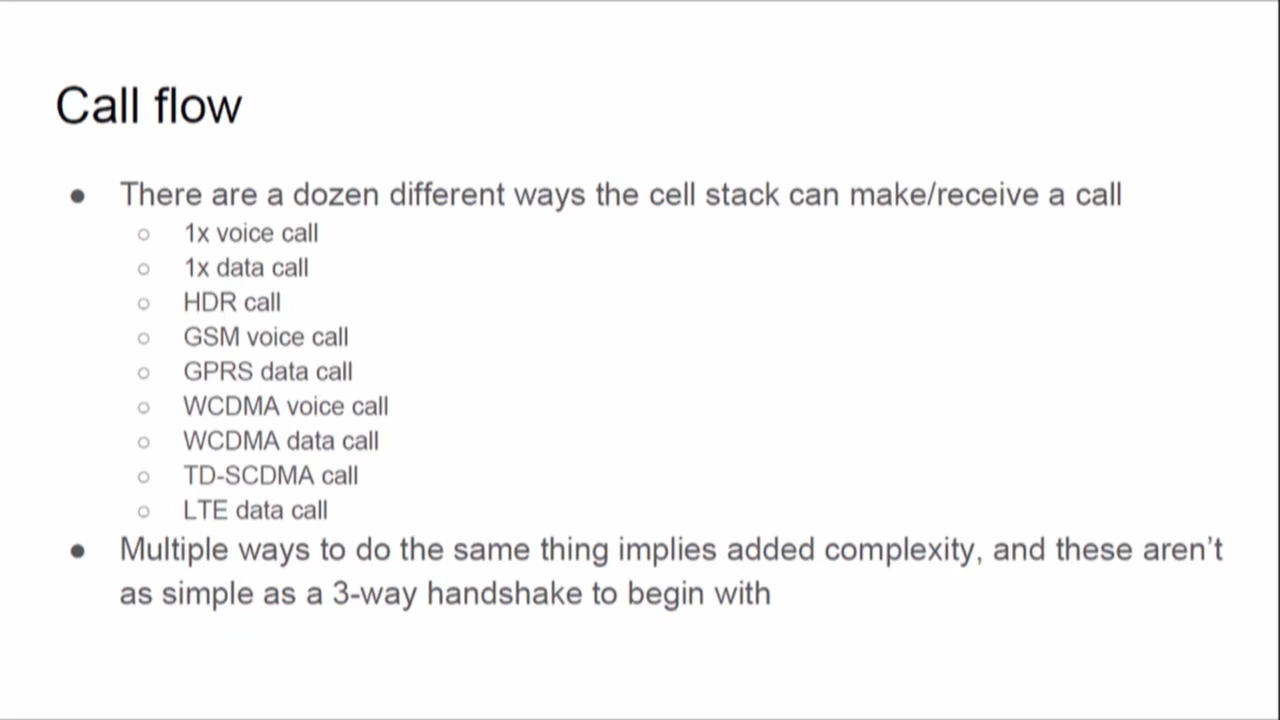 Call flow
● There are a dozen different ways the cell stack can make/receive a call
○ 1x voice call
○ 1x data call
○ HDR call
○ GSM voice call
○ GPRS data call
○ WCDMA voice call
○ WCDMA data call
○ TD-SCDMA call
○ LTE data call
● Multiple ways to do the same thing implies added complexity, and these aren’t
as simple as a 3-way handshake to begin with